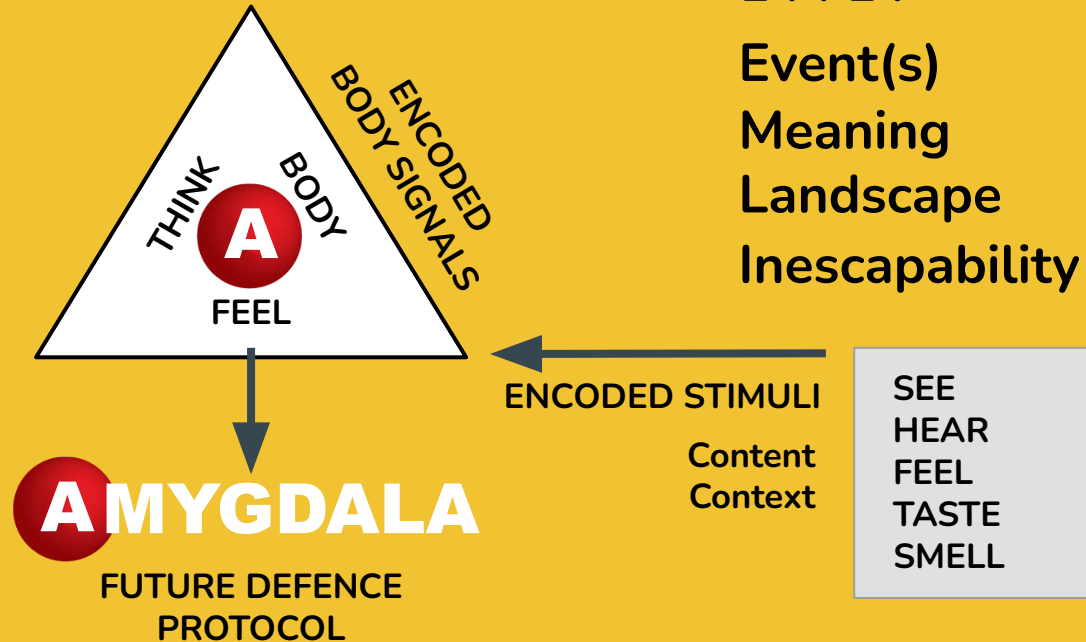 ENCODED
BODY SIGNALS
THINK
BODY
A
FEEL
Event(s)
Meaning
Landscape
Inescapability
ENCODED STIMULI
Content
Context
SEE
HEAR
FEEL
TASTE
SMELL
AMYGDALA
FUTURE DEFENCE
PROTOCOL